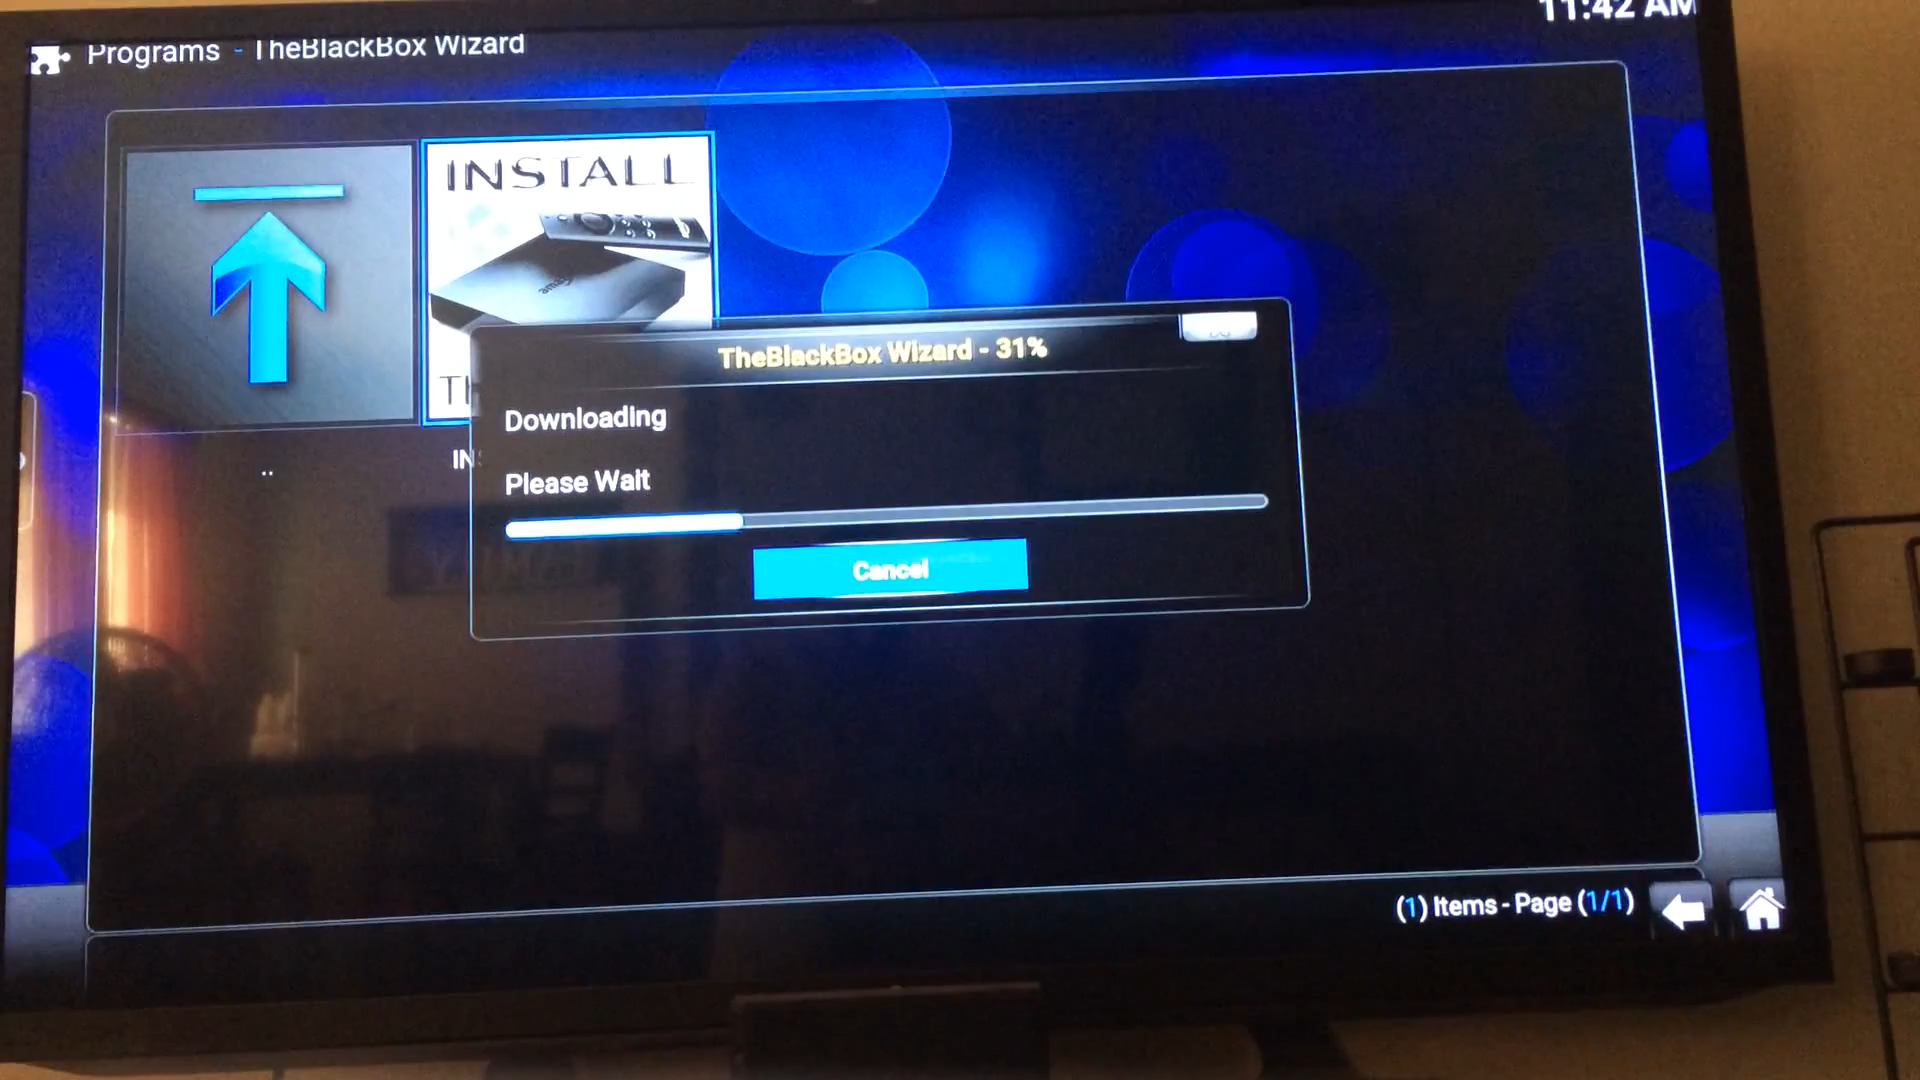 11:42 AM
Programs - TheBlackBox Wizard
INSTALL
TheBlackBox Wizard - 31%
Downloading
Please Wait
Cancel
(1) Items - Page (1/1)